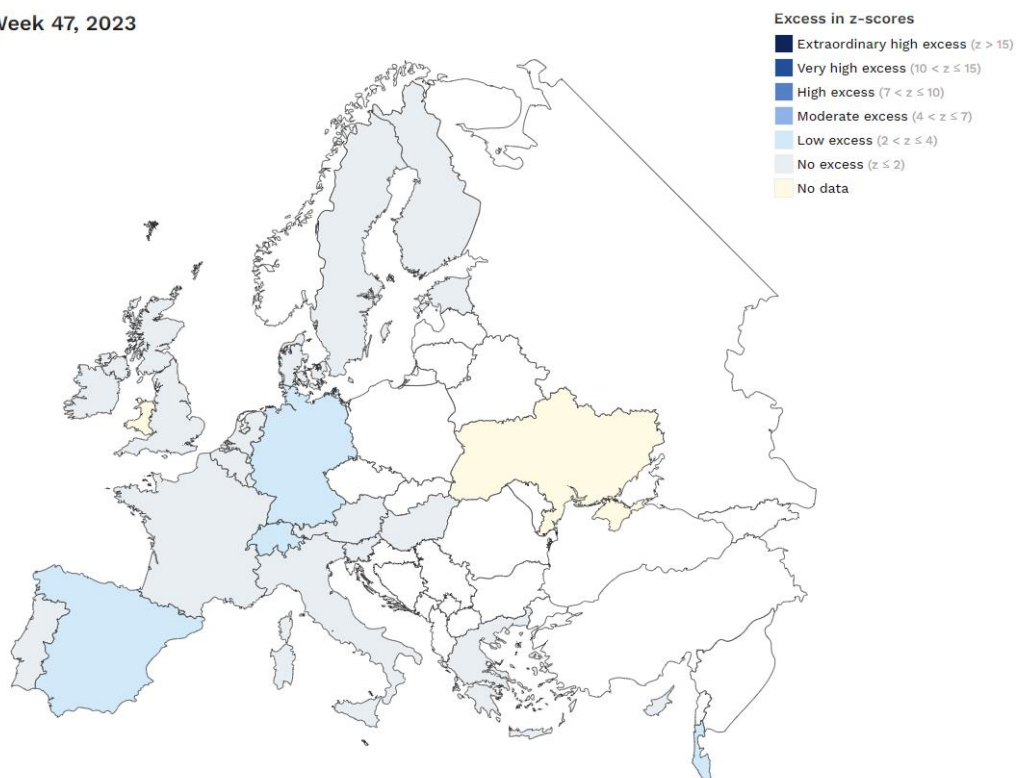 Week 47, 2023
Excess in z-scores
Extraordinary high excess (z > 15)
Very high excess (10 < z ≤ 15)
High excess (7 < z ≤ 10)
Moderate excess (4 < z ≤ 7)
Low excess (2 < z ≤ 4)
No excess (z ≤ 2)
No data